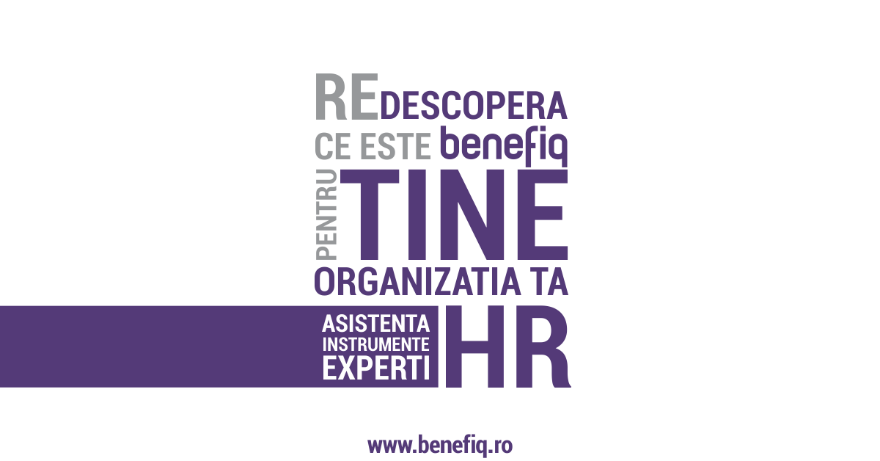 REDESCOPERA
CE ESTE benefiq
PENTRU TINE
ORGANIZATIA TA
ASISTENTA
INSTRUMENTE
EXPERTI
HR
www.benefiq.ro